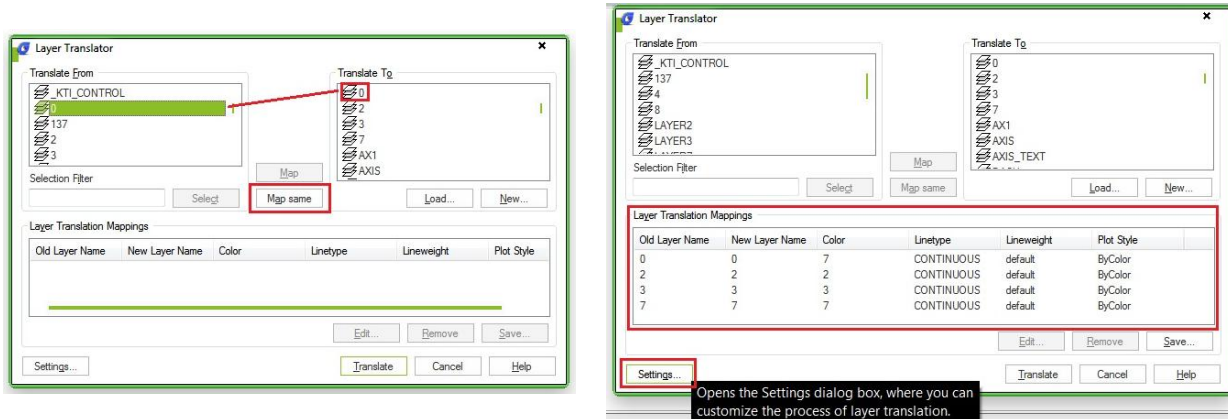 Layer Translator
Translate From
_KTI_CONTROL
0
137
2
3
Translate To
0
2
3
7
AX1
AXIS
Selection Filter
Select
Map
Map same
Load...
New...
Layer Translation Mappings
Old Layer Name New Layer Name Color Linetype Lineweight Plot Style
Edit... Remove Save...
Settings... Translate Cancel Help
Layer Translator
Translate From
_KTI_CONTROL
137
4
8
LAYER2
LAYER3
Translate To
0
2
3
7
AX1
AXIS
AXIS_TEXT
Selection Filter
Select
Map
Map same
Load...
New...
Layer Translation Mappings
Old Layer Name New Layer Name Color Linetype Lineweight Plot Style
0 0 7 CONTINUOUS default ByColor
2 2 2 CONTINUOUS default ByColor
3 3 3 CONTINUOUS default ByColor
7 7 7 CONTINUOUS default ByColor
Edit... Remove Save...
Settings... Translate Cancel Help
Opens the Settings dialog box, where you can
customize the process of layer translation.